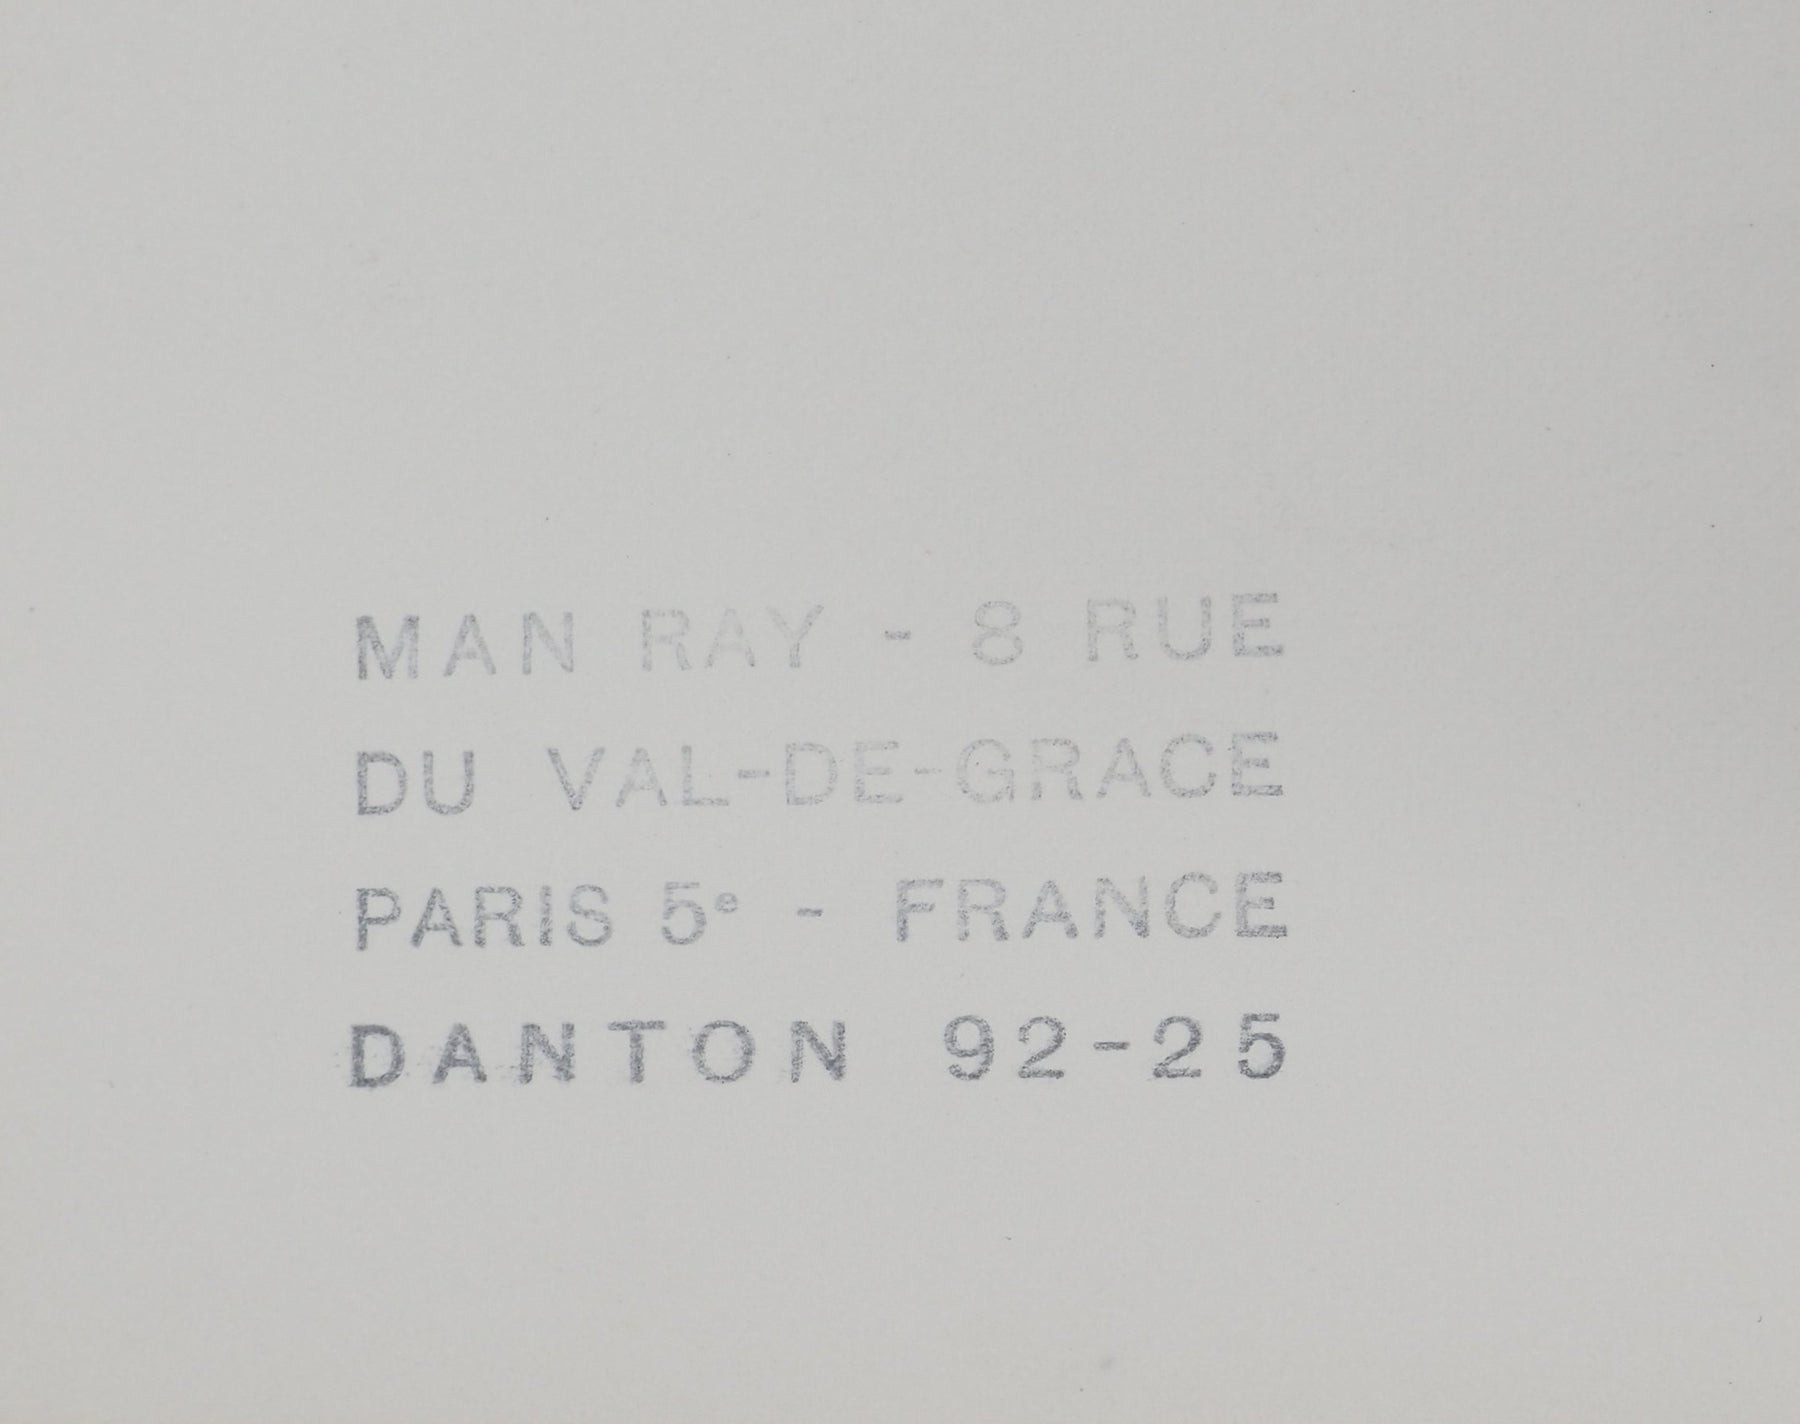 MAN RAY - 8 RUE
DU VAL-DE-GRACE
PARIS 5e - FRANCE
DANTON 92-25